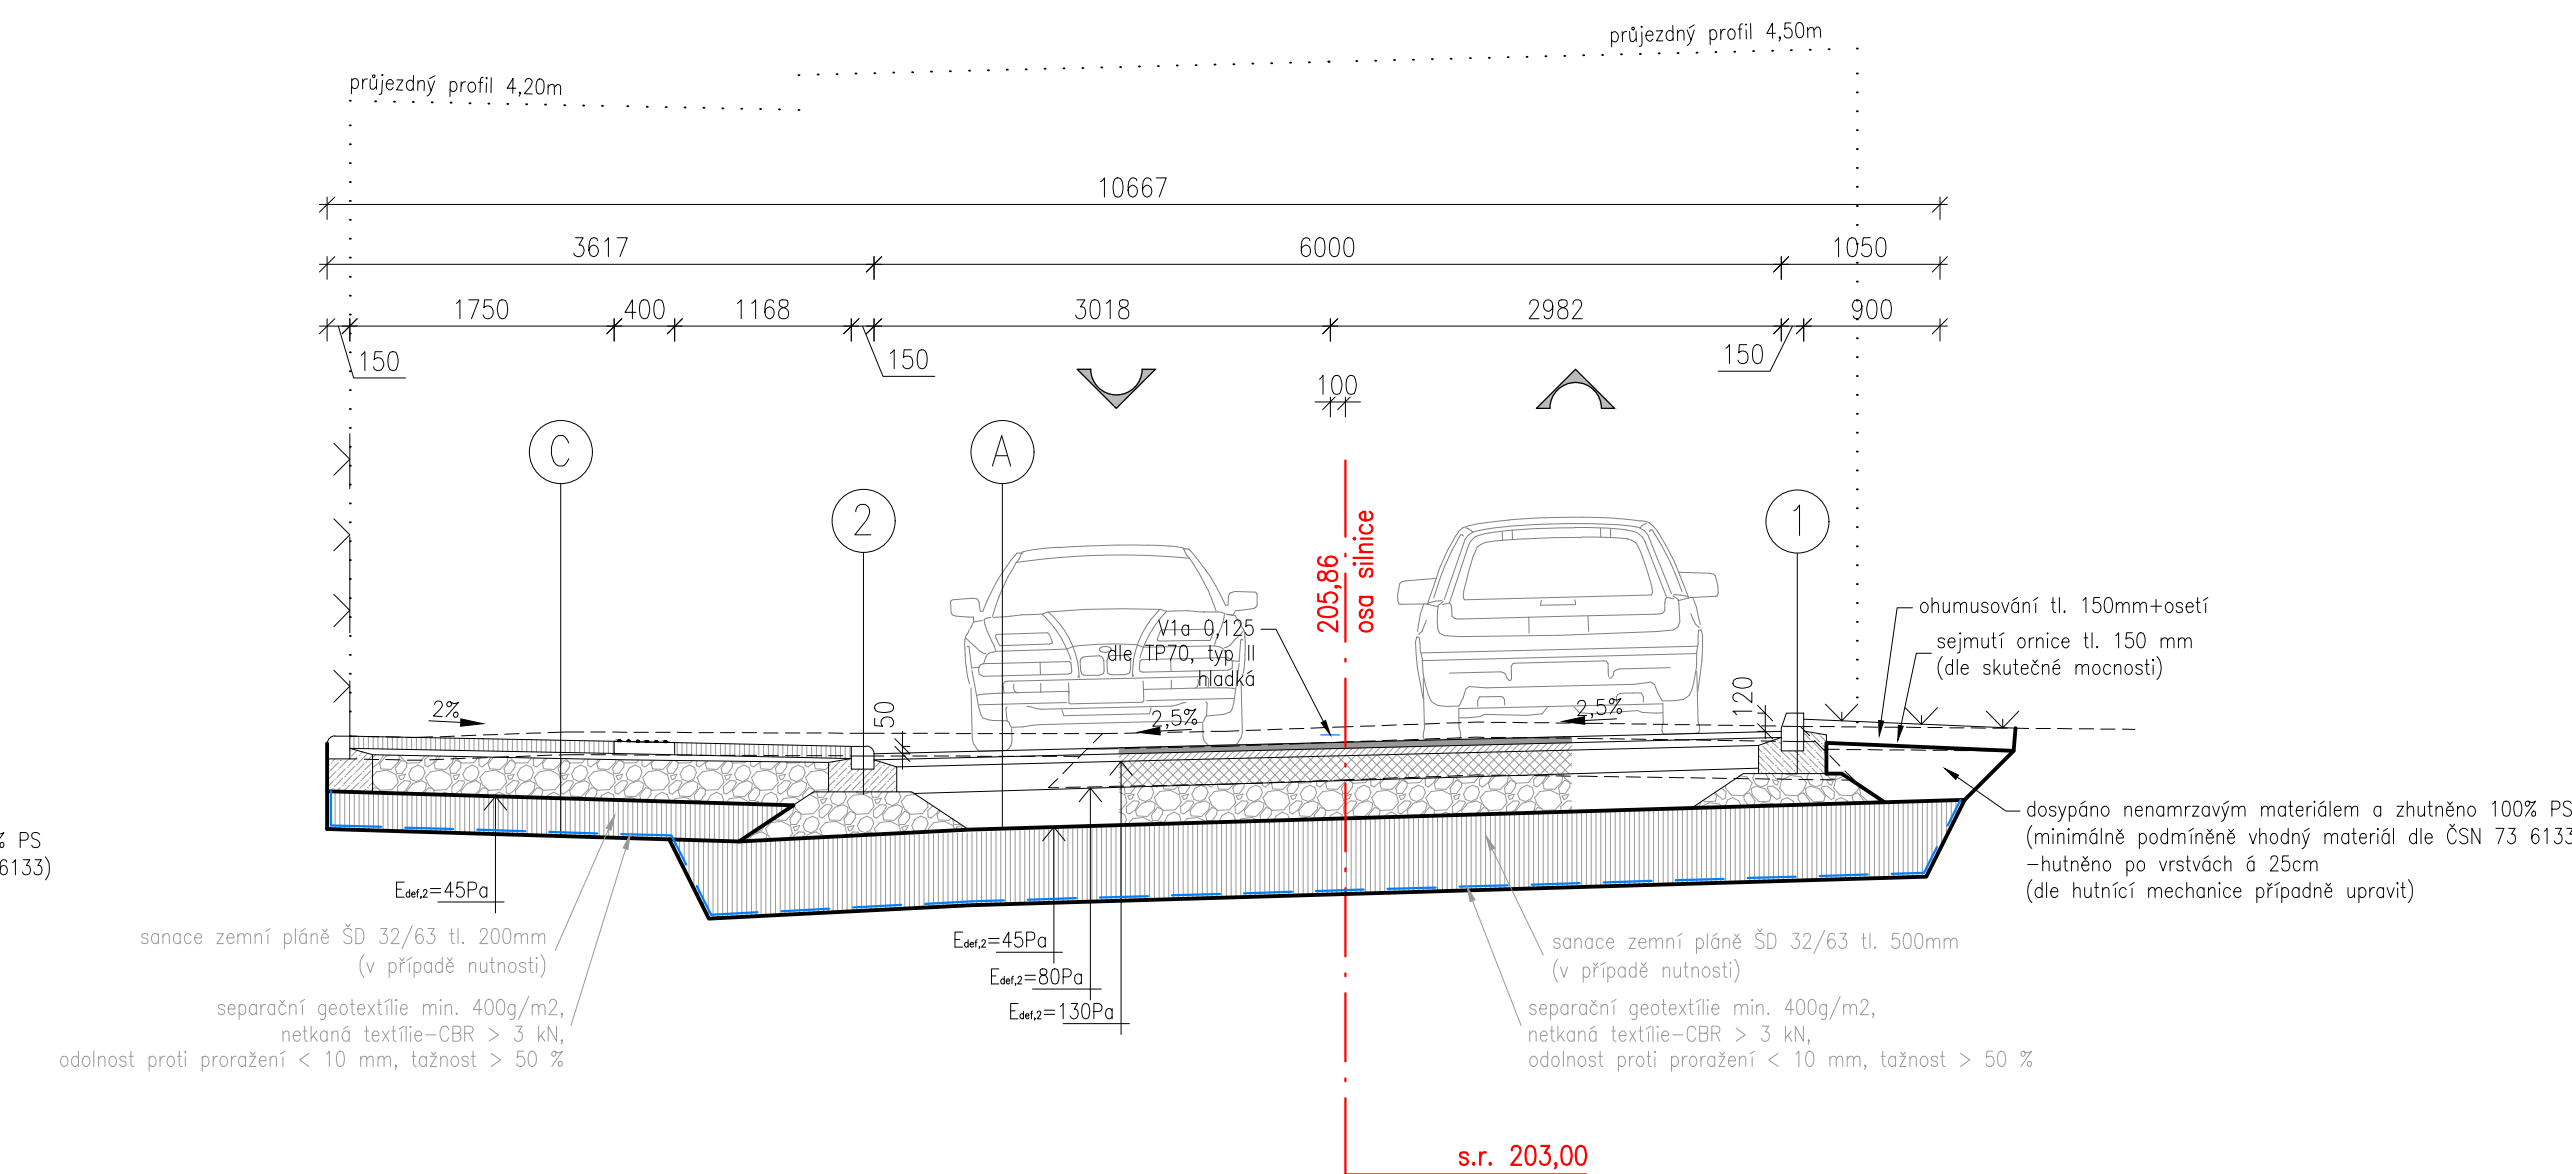 průjezdný profil 4,50m
průjezdný profil 4,20m
10667
3617
6000
1050
1750
400
1168
3018
2982
900
150
150
150
100
C
A
2
1
205,86
osa silnice
V1a 0,125
dle TP70, typ II
hladká
ohumusování tl. 150mm+osetí
sejmutí ornice tl. 150 mm
(dle skutečné mocnosti)
2%
50
2,5%
2,5%
120
% PS
6133)
dosypáno nenamrzavým materiálem a zhutněno 100% PS
(minimálně podmíněně vhodný materiál dle ČSN 73 6133
-hutněno po vrstvách á 25cm
(dle hutnící mechanice případně upravit)
Edef,2=45Pa
Edef,2=45Pa
Edef,2=80Pa
Edef,2=130Pa
sanace zemní pláně ŠD 32/63 tl. 200mm
(v případě nutnosti)
separační geotextílie min. 400g/m2,
netkaná textílie-CBR > 3 kN,
odolnost proti proražení < 10 mm, tažnost > 50 %
sanace zemní pláně ŠD 32/63 tl. 500mm
(v případě nutnosti)
separační geotextílie min. 400g/m2,
netkaná textílie-CBR > 3 kN,
odolnost proti proražení < 10 mm, tažnost > 50 %
s.r. 203,00